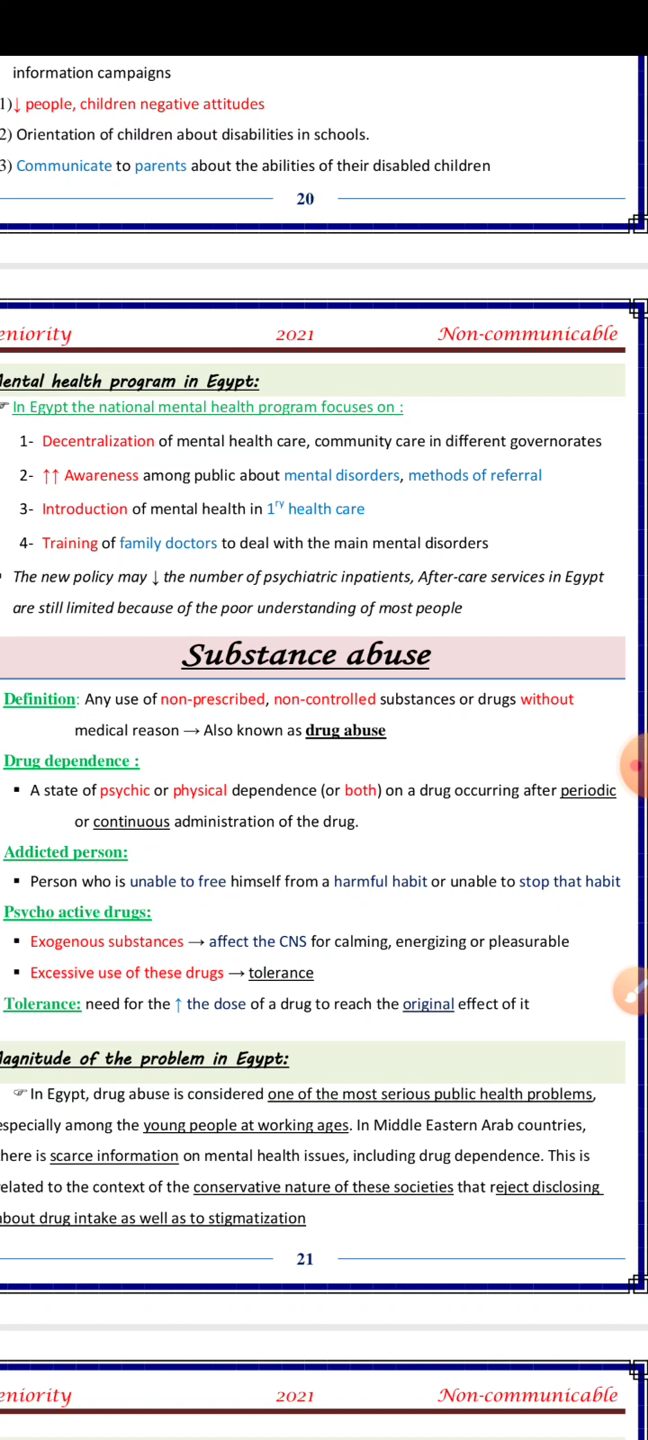 information campaigns
1)↓ people, children negative attitudes
2) Orientation of children about disabilities in schools.
3) Communicate to parents about the abilities of their disabled children
20
eniority 2021 Non-communicable
ental health program in Egypt:
☞ In Egypt the national mental health program focuses on :
1- Decentralization of mental health care, community care in different governorates
2- ↑↑ Awareness among public about mental disorders, methods of referral
3- Introduction of mental health in 1ry health care
4- Training of family doctors to deal with the main mental disorders
The new policy may ↓ the number of psychiatric inpatients, After-care services in Egypt
are still limited because of the poor understanding of most people
Substance abuse
Definition: Any use of non-prescribed, non-controlled substances or drugs without
medical reason → Also known as drug abuse
Drug dependence :
▪ A state of psychic or physical dependence (or both) on a drug occurring after periodic
or continuous administration of the drug.
Addicted person:
▪ Person who is unable to free himself from a harmful habit or unable to stop that habit
Psycho active drugs:
▪ Exogenous substances → affect the CNS for calming, energizing or pleasurable
▪ Excessive use of these drugs → tolerance
Tolerance: need for the ↑ the dose of a drug to reach the original effect of it
agnitude of the problem in Egypt:
☞ In Egypt, drug abuse is considered one of the most serious public health problems,
especially among the young people at working ages. In Middle Eastern Arab countries,
here is scarce information on mental health issues, including drug dependence. This is
elated to the context of the conservative nature of these societies that reject disclosing
about drug intake as well as to stigmatization
21
eniority 2021 Non-communicable